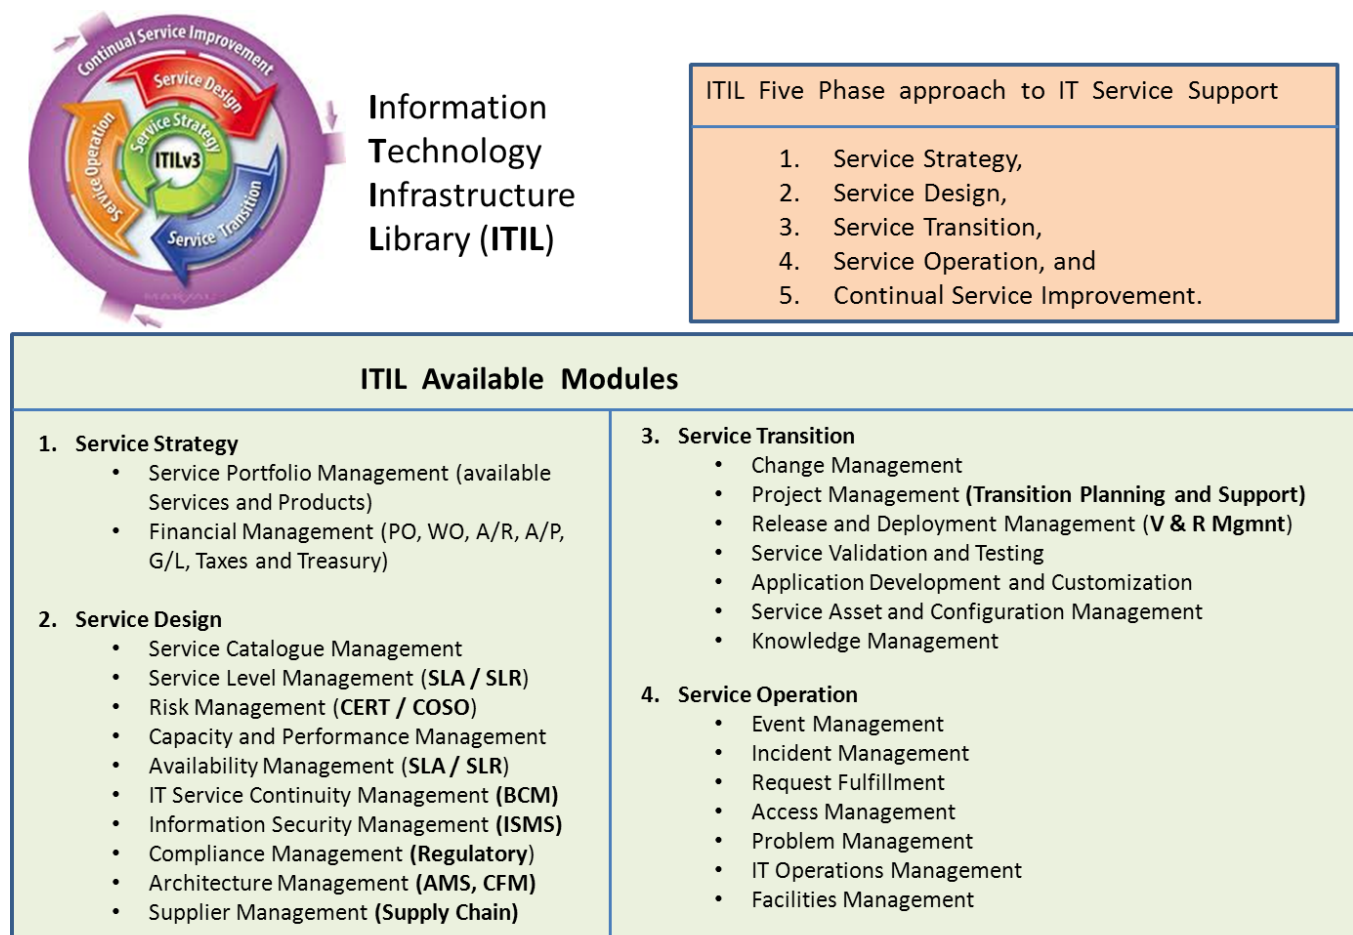 Continual Service Improvement
Service Design
Service Strategy
ITILv3
Service Operation
Service Transition
Information
Technology
Infrastructure
Library (ITIL)
ITIL Five Phase approach to IT Service Support
1. Service Strategy,
2. Service Design,
3. Service Transition,
4. Service Operation, and
5. Continual Service Improvement.
ITIL Available Modules
1. Service Strategy
• Service Portfolio Management (available
Services and Products)
• Financial Management (PO, WO, A/R, A/P,
G/L, Taxes and Treasury)
2. Service Design
• Service Catalogue Management
• Service Level Management (SLA / SLR)
• Risk Management (CERT / COSO)
• Capacity and Performance Management
• Availability Management (SLA / SLR)
• IT Service Continuity Management (BCM)
• Information Security Management (ISMS)
• Compliance Management (Regulatory)
• Architecture Management (AMS, CFM)
• Supplier Management (Supply Chain)
3. Service Transition
• Change Management
• Project Management (Transition Planning and Support)
• Release and Deployment Management (V & R Mgmnt)
• Service Validation and Testing
• Application Development and Customization
• Service Asset and Configuration Management
• Knowledge Management
4. Service Operation
• Event Management
• Incident Management
• Request Fulfillment
• Access Management
• Problem Management
• IT Operations Management
• Facilities Management